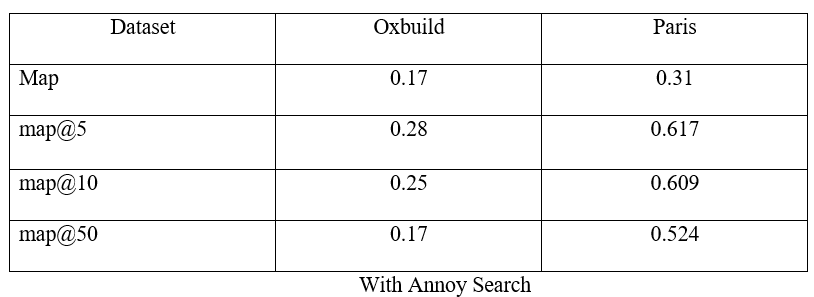 Dataset Oxbuild Paris
Map 0.17 0.31
map@5 0.28 0.617
map@10 0.25 0.609
map@50 0.17 0.524
With Annoy Search